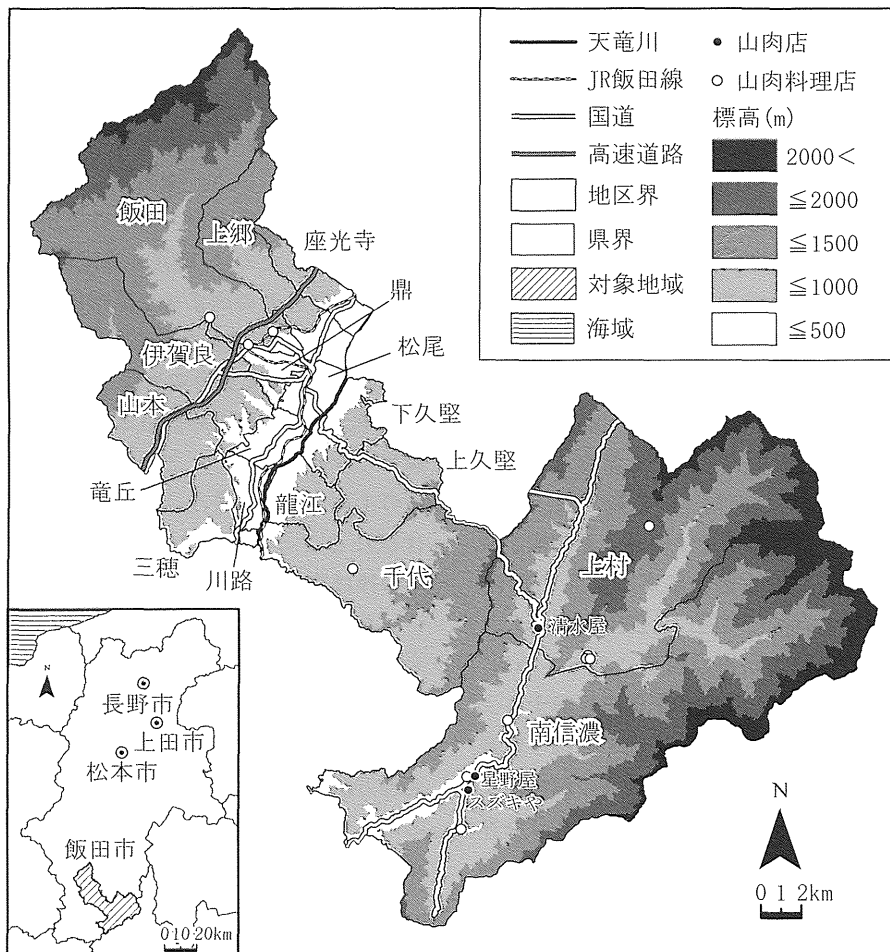 天竜川
JR飯田線
国道
高速道路
地区界
県界
対象地域
海域
山肉店
山肉料理店
標高(m)
2000<
≦2000
≦1500
≦1000
≦500
飯田
上郷
座光寺
鼎
伊賀良
松尾
山本
下久堅
上久堅
竜丘
龍江
三穂
川路
千代
上村
清水屋
南信濃
星野屋
スズキや
N
0 1 2km
N
長野市
上田市
松本市
飯田市
0 10 20km